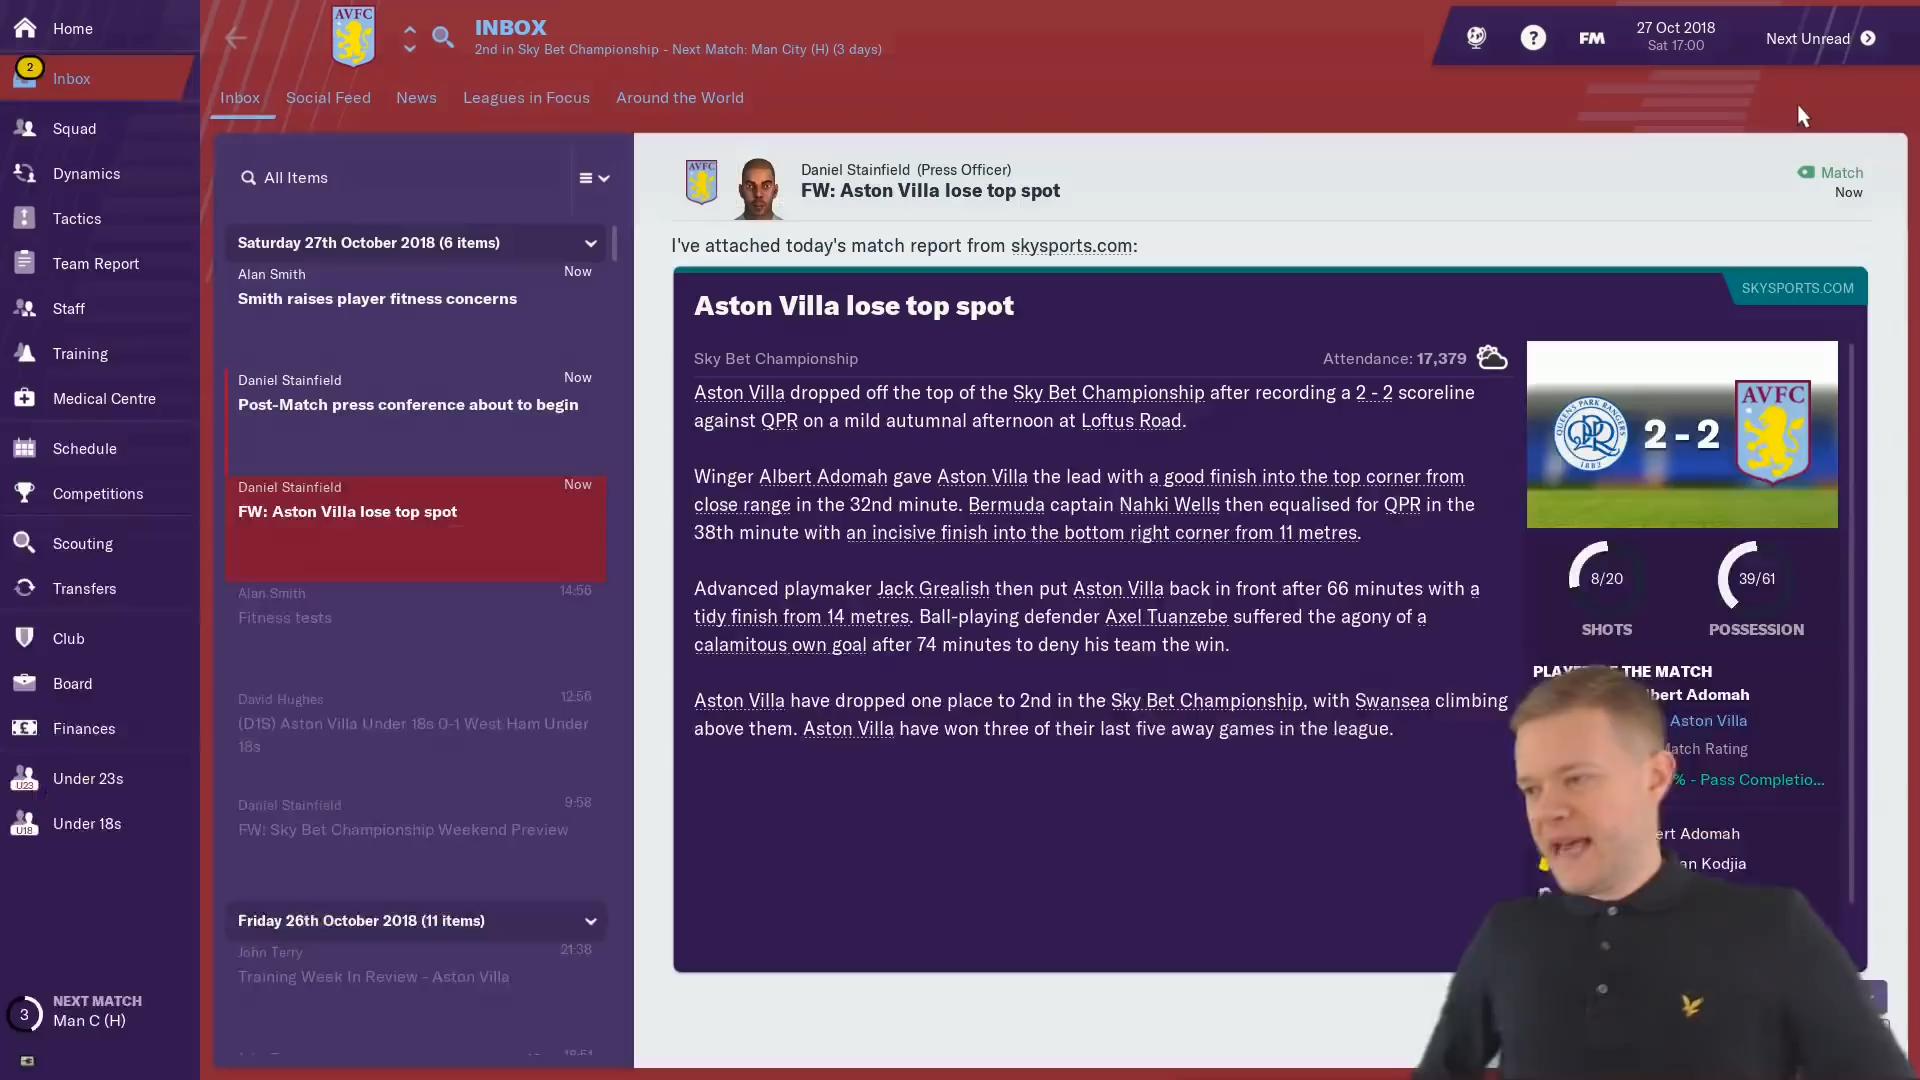 Home
2
Inbox
Squad
Dynamics
Tactics
Team Report
Staff
Training
Medical Centre
Schedule
Competitions
Scouting
Transfers
Club
Board
Finances
U23
Under 23s
U18
Under 18s
3
NEXT MATCH
Man C (H)
AVFC
INBOX
2nd in Sky Bet Championship - Next Match: Man City (H) (3 days)
?
FM
27 Oct 2018
Sat 17:00
Next Unread
Inbox
Social Feed
News
Leagues in Focus
Around the World
All Items
Saturday 27th October 2018 (6 items)
Alan Smith
Now
Smith raises player fitness concerns
Daniel Stainfield
Now
Post-Match press conference about to begin
Daniel Stainfield
Now
FW: Aston Villa lose top spot
Alan Smith
14:56
Fitness tests
David Hughes
12:56
(D1S) Aston Villa Under 18s 0-1 West Ham Under
18s
Daniel Stainfield
9:58
FW: Sky Bet Championship Weekend Preview
Friday 26th October 2018 (11 items)
John Terry
21:38
Training Week In Review - Aston Villa
AVFC
Daniel Stainfield (Press Officer)
FW: Aston Villa lose top spot
Match
Now
I've attached today's match report from skysports.com:
SKYSPORTS.COM
Aston Villa lose top spot
Sky Bet Championship
Attendance: 17,379
Aston Villa dropped off the top of the Sky Bet Championship after recording a 2 - 2 scoreline
against QPR on a mild autumnal afternoon at Loftus Road.
Winger Albert Adomah gave Aston Villa the lead with a good finish into the top corner from
close range in the 32nd minute. Bermuda captain Nahki Wells then equalised for QPR in the
38th minute with an incisive finish into the bottom right corner from 11 metres.
Advanced playmaker Jack Grealish then put Aston Villa back in front after 66 minutes with a
tidy finish from 14 metres. Ball-playing defender Axel Tuanzebe suffered the agony of a
calamitous own goal after 74 minutes to deny his team the win.
Aston Villa have dropped one place to 2nd in the Sky Bet Championship, with Swansea climbing
above them. Aston Villa have won three of their last five away games in the league.
QUEENS PARK RANGERS
QPR
1882
2 - 2
AVFC
8/20
39/61
SHOTS
POSSESSION
THE MATCH
Adomah
Aston Villa
Rating
% - Pass Completio...
Adomah
Kodjia